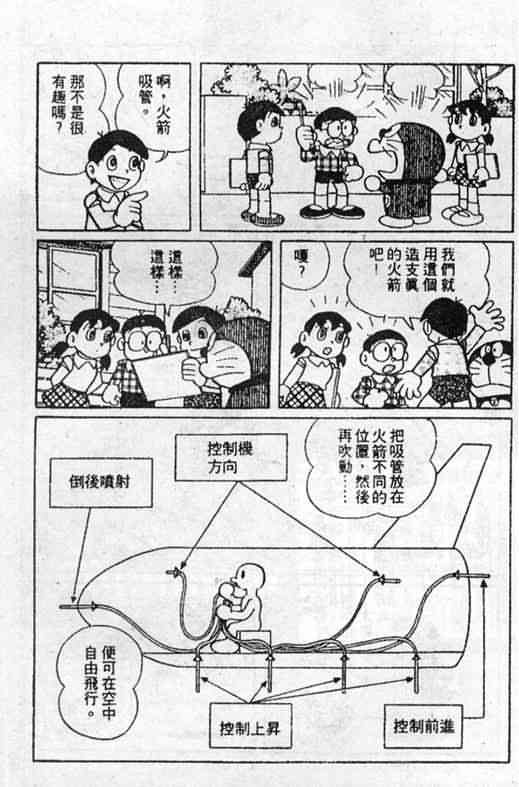 啊，火箭
吸管。
那不是很
有趣嗎？
我們就
用這個
造支眞
的火箭
吧！
嗄？
這樣…
這樣…
把吸管放在
火箭不同的
位置，然後
再吹動……
控制機
方向
倒後噴射
便可在空中
自由飛行。
控制上昇
控制前進